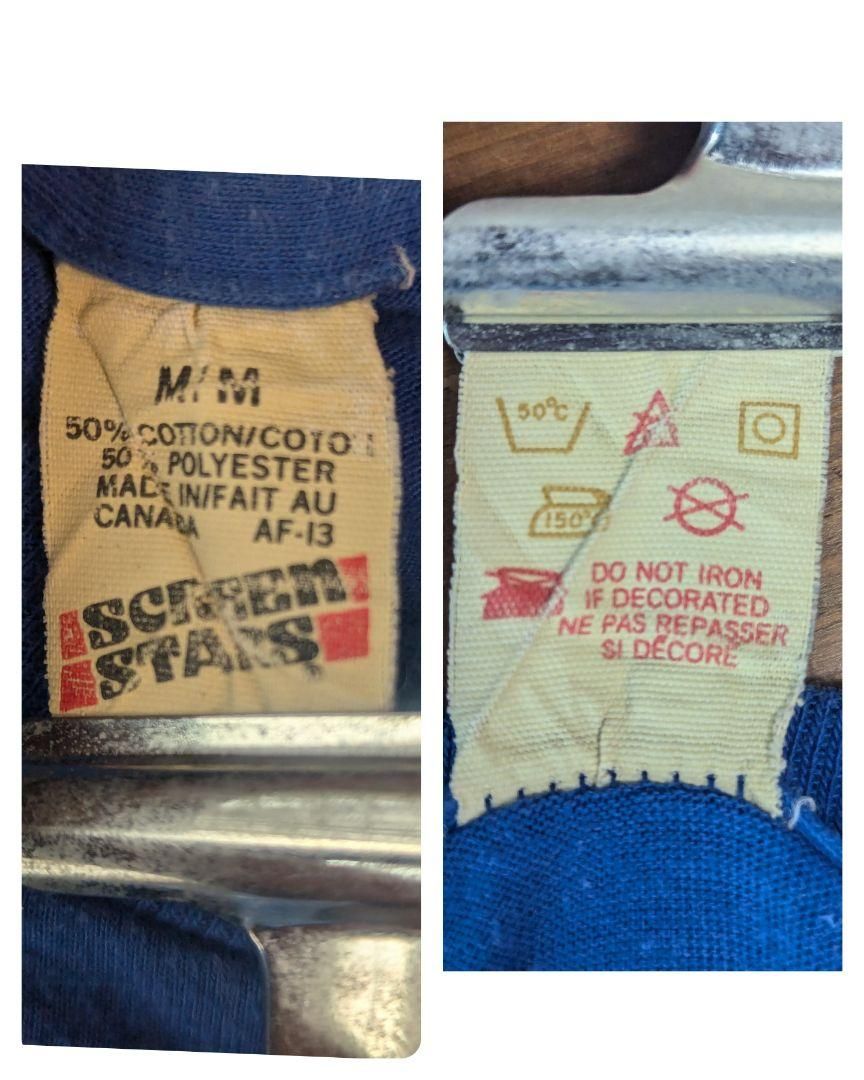 M/M
50% COTTON/COTON
50% POLYESTER
MADE IN/FAIT AU
CANADA AF-13
SCREEN
STARS
50°C
150°C
DO NOT IRON
IF DECORATED
NE PAS REPASSER
SI DÉCORÉ